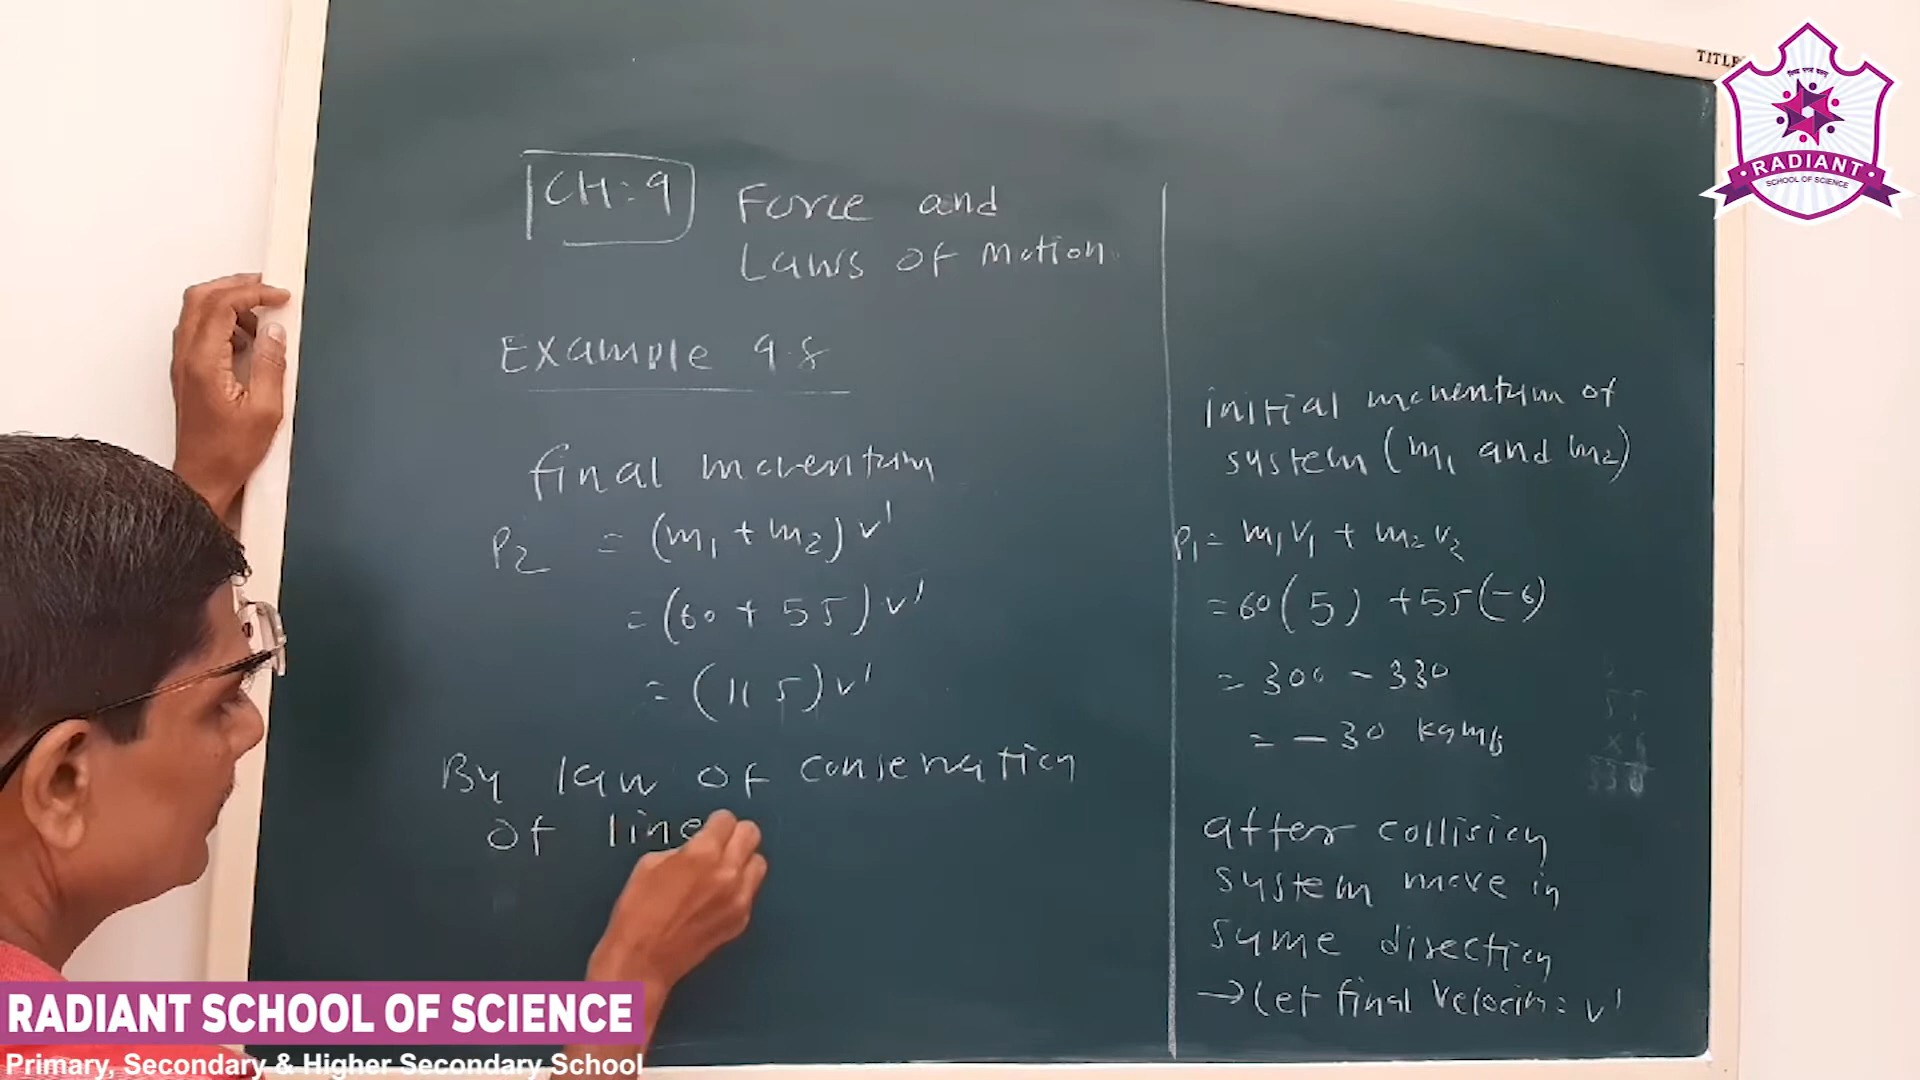 CH: 9
Force and
Laws of motion
Example 9.8
final momentum
P2 = (m1 + m2) v'
= (60 + 55) v'
= (115) v'
By law of conservation
of line
initial momentum of
system (m1 and m2)
P1 = m1v1 + m2v2
= 60(5) + 55(-6)
= 300 - 330
= - 30 kgm/s
after collision
system move in
same direction
→ Let final velocity = v'
55
330
TITLE
RADIANT
SCHOOL OF SCIENCE
RADIANT SCHOOL OF SCIENCE
Primary, Secondary & Higher Secondary School